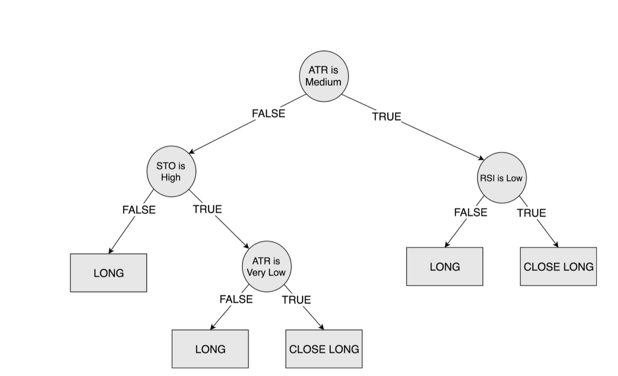 ATR is
Medium
FALSE
TRUE
STO is
High
RSI is Low
FALSE
TRUE
FALSE
TRUE
LONG
ATR is
Very Low
LONG
CLOSE LONG
FALSE
TRUE
LONG
CLOSE LONG